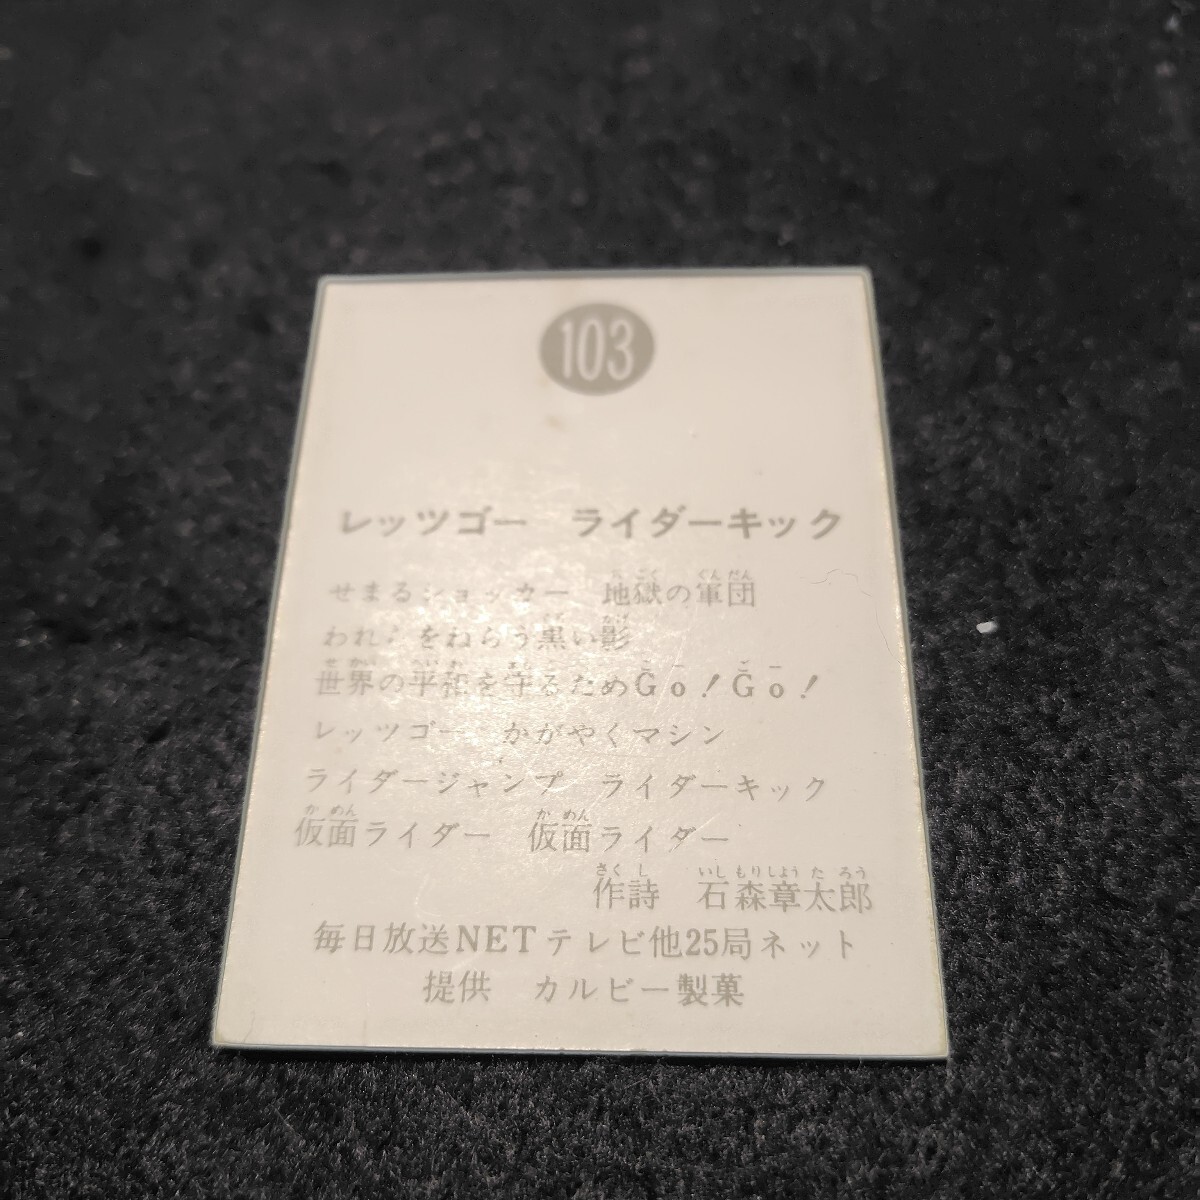 103
レッツゴー　ライダーキック
せまるショッカー　地獄の軍団
われらをねらう黒い影
世界の平和を守るためGo！Go！
レッツゴー　かがやくマシン
ライダージャンプ　ライダーキック
仮面ライダー　仮面ライダー
作詩　石森章太郎
毎日放送NETテレビ他25局ネット
提供　カルビー製菓